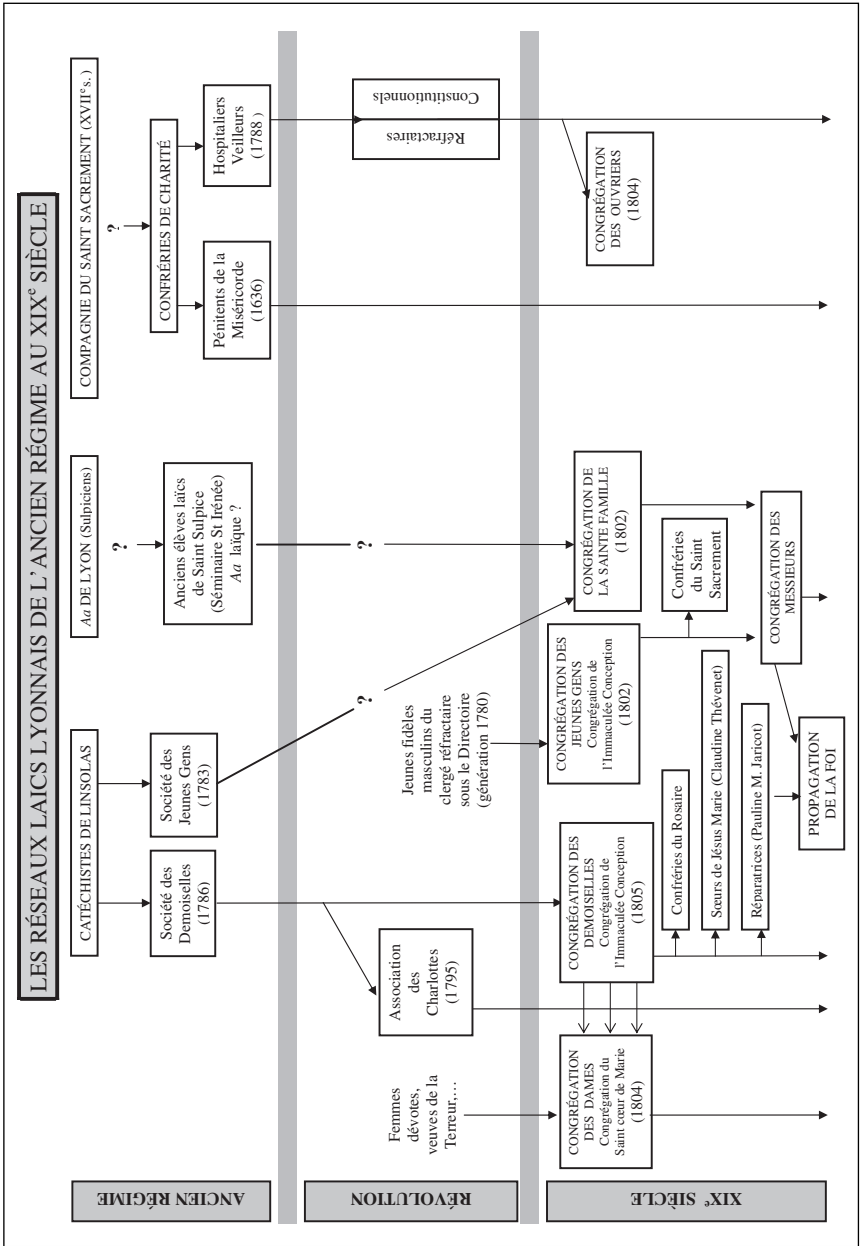 LES RÉSEAUX LAICS LYONNAIS DE L'ANCIEN RÉGIME AU XIXe SIÈCLE
ANCIEN RÉGIME
CATÉCHISTES DE LINSOLAS
Aa DE LYON (Sulpiciens)
COMPAGNIE DU SAINT SACREMENT (XVIIe s.)
?
?
CONFRÉRIES DE CHARITÉ
Société des
Demoiselles
(1786)
Société des
Jeunes Gens
(1783)
Anciens élèves laïcs
de Saint Sulpice
(Séminaire St Irénée)
Aa laïque ?
Pénitents de la
Miséricorde
(1636)
Hospitaliers
Veilleurs
(1788)
RÉVOLUTION
Femmes
dévotes,
veuves de la
Terreur,…
Association
des
Charlottes
(1795)
Jeunes fidèles
masculins du
clergé réfractaire
sous le Directoire
(génération 1780)
?
?
Réfractaires
Constitutionnels
XIXe SIÈCLE
CONGRÉGATION
DES DAMES
Congrégation du
Saint cœur de Marie
(1804)
CONGRÉGATION DES
DEMOISELLES
Congrégation de
l'Immaculée Conception
(1805)
CONGRÉGATION DES
JEUNES GENS
Congrégation de
l'Immaculée Conception
(1802)
CONGRÉGATION DE
LA SAINTE FAMILLE
(1802)
CONGRÉGATION
DES OUVRIERS
(1804)
Confréries du Rosaire
Confréries
du Saint
Sacrement
Sœurs de Jésus Marie (Claudine Thévenet)
Réparatrices (Pauline M. Jaricot)
CONGRÉGATION DES
MESSIEURS
PROPAGATION
DE LA FOI